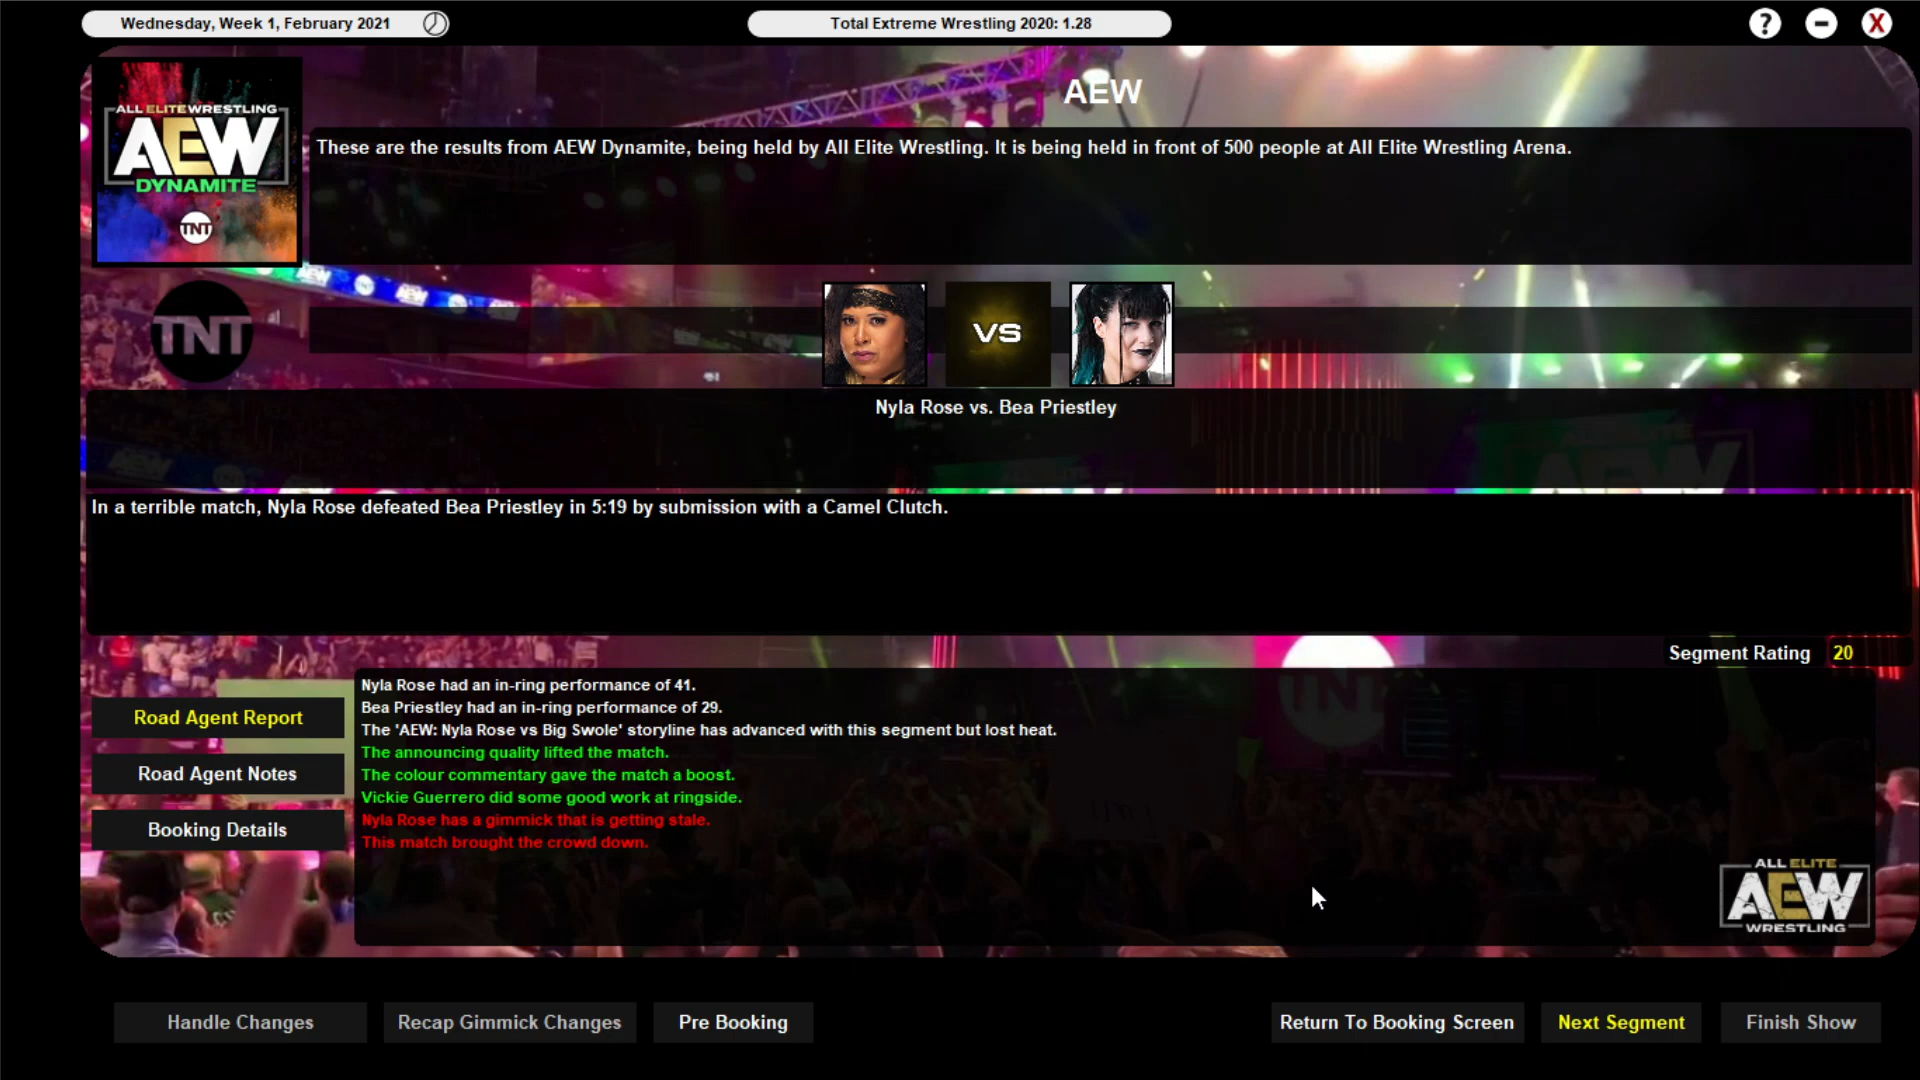 Wednesday, Week 1, February 2021
Total Extreme Wrestling 2020: 1.28
?
X
ALL ELITE WRESTLING
AEW
DYNAMITE
TNT
AEW
These are the results from AEW Dynamite, being held by All Elite Wrestling. It is being held in front of 500 people at All Elite Wrestling Arena.
TNT
VS
Nyla Rose vs. Bea Priestley
In a terrible match, Nyla Rose defeated Bea Priestley in 5:19 by submission with a Camel Clutch.
Segment Rating 20
Road Agent Report
Road Agent Notes
Booking Details
Nyla Rose had an in-ring performance of 41.
Bea Priestley had an in-ring performance of 29.
The 'AEW: Nyla Rose vs Big Swole' storyline has advanced with this segment but lost heat.
The announcing quality lifted the match.
The colour commentary gave the match a boost.
Vickie Guerrero did some good work at ringside.
Nyla Rose has a gimmick that is getting stale.
This match brought the crowd down.
ALL ELITE
AEW
WRESTLING
Handle Changes
Recap Gimmick Changes
Pre Booking
Return To Booking Screen
Next Segment
Finish Show